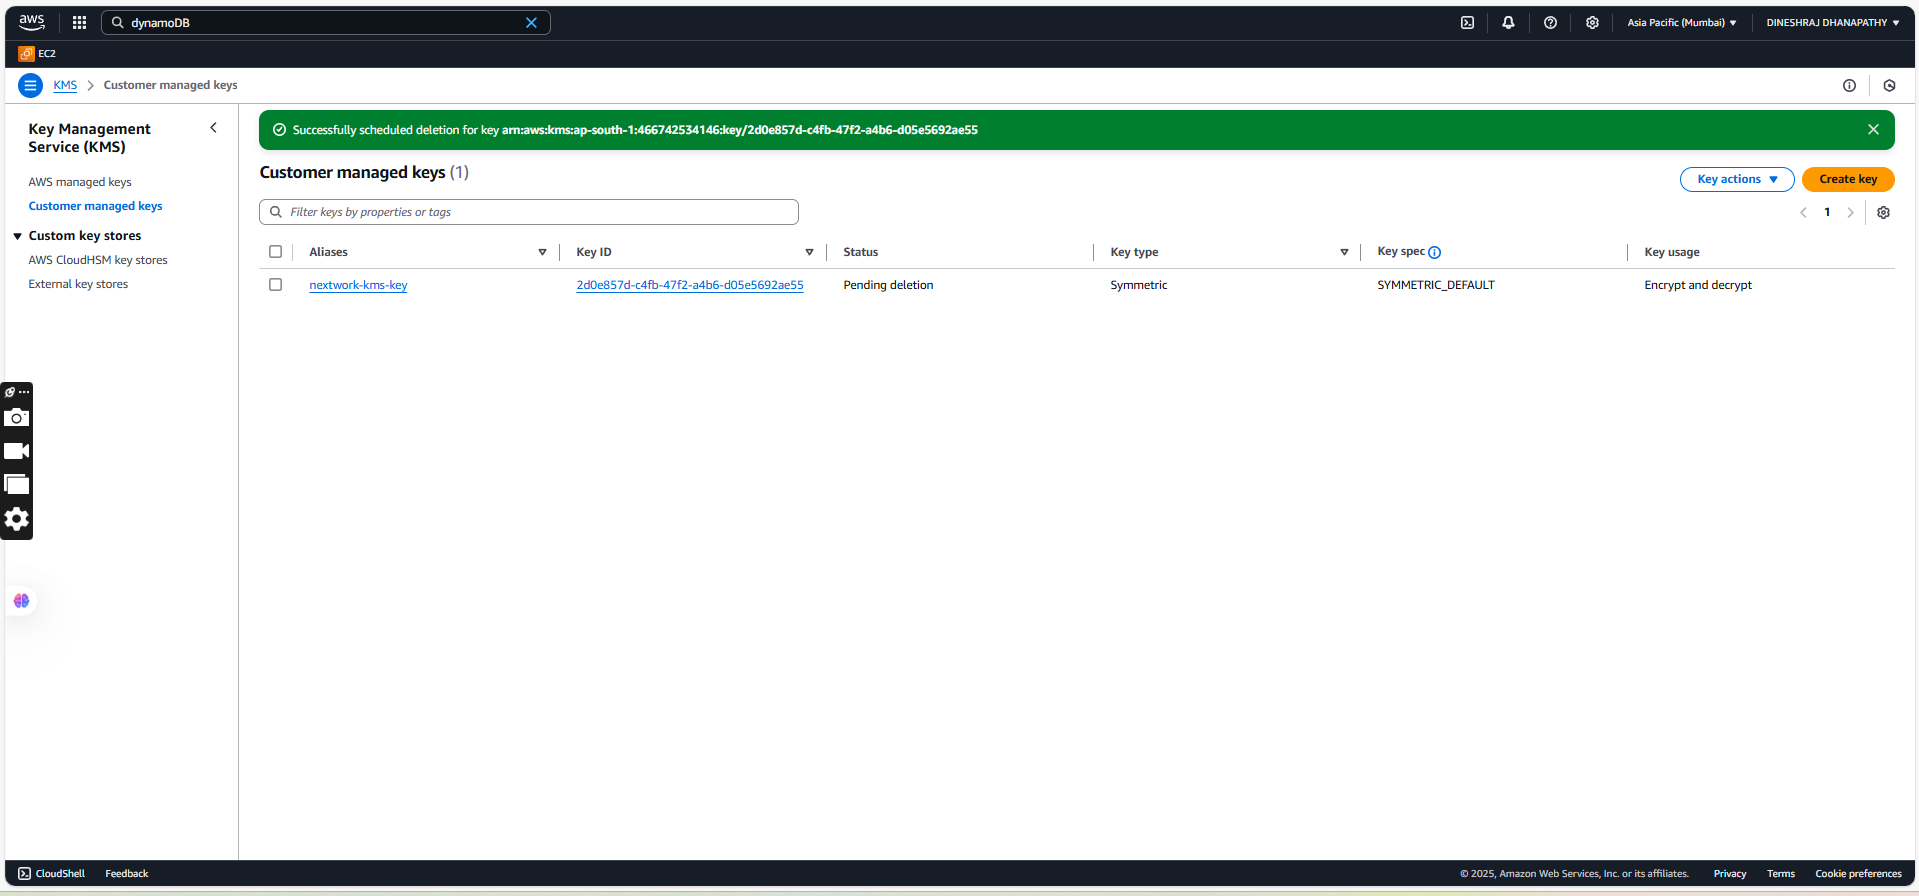 aws
dynamoDB
Asia Pacific (Mumbai)
DINESHRAJ DHANAPATHY
EC2
KMS
Customer managed keys
Key Management
Service (KMS)
AWS managed keys
Customer managed keys
Custom key stores
AWS CloudHSM key stores
External key stores
Successfully scheduled deletion for key arn:aws:kms:ap-south-1:466742534146:key/2d0e857d-c4fb-47f2-a4b6-d05e5692ae55
Customer managed keys (1)
Key actions
Create key
Filter keys by properties or tags
1
Aliases Key ID Status Key type Key spec Key usage
nextwork-kms-key 2d0e857d-c4fb-47f2-a4b6-d05e5692ae55 Pending deletion Symmetric SYMMETRIC_DEFAULT Encrypt and decrypt
CloudShell Feedback © 2025, Amazon Web Services, Inc. or its affiliates. Privacy Terms Cookie preferences